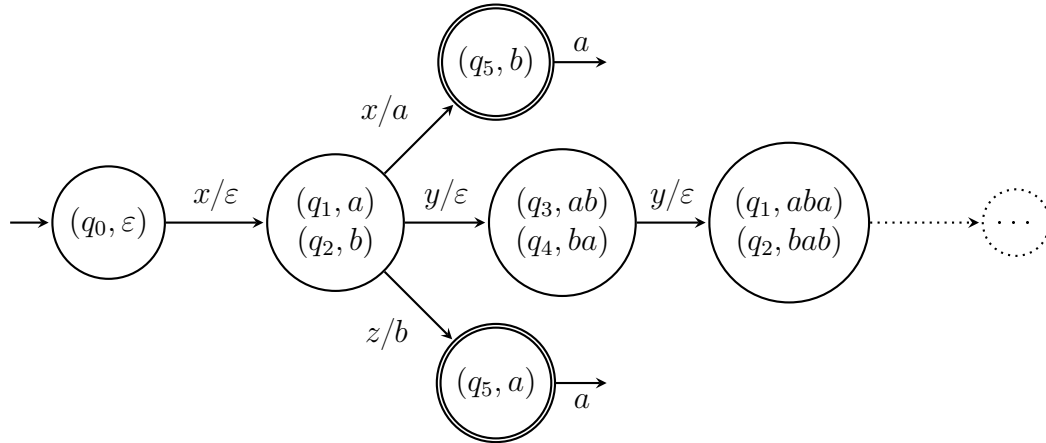 (q₅, b)
a
x/a
(q₀, ε)
x/ε
(q₁, a)
(q₂, b)
y/ε
(q₃, ab)
(q₄, ba)
y/ε
(q₁, aba)
(q₂, bab)
...
z/b
(q₅, a)
a